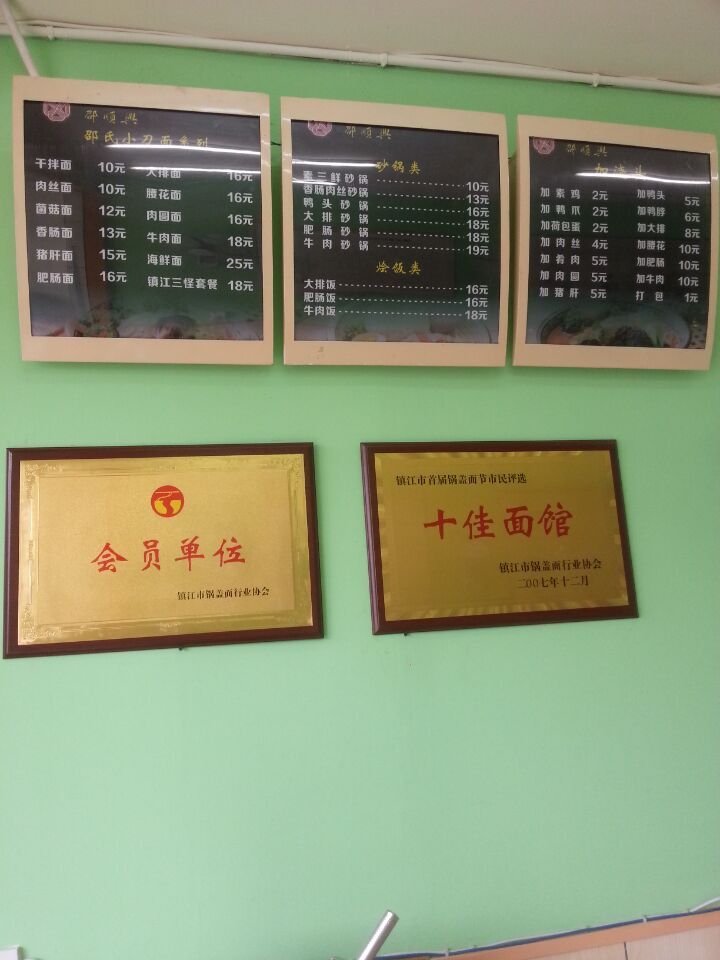 邵顺兴
邵氏小刀面系列
干拌面 10元
肉丝面 10元
菌菇面 12元
香肠面 13元
猪肝面 15元
肥肠面 16元
大排面 16元
腰花面 16元
肉圆面 16元
牛肉面 18元
海鲜面 25元
镇江三怪套餐 18元
邵顺兴
砂锅类
素三鲜砂锅 10元
香肠肉丝砂锅 13元
鸭头砂锅 16元
大排砂锅 18元
肥肠砂锅 18元
牛肉砂锅 19元
烩饭类
大排饭 16元
肥肠饭 16元
牛肉饭 18元
邵顺兴
加浇头
加素鸡 2元
加鸭爪 2元
加荷包蛋 2元
加肉丝 4元
加肴肉 5元
加肉圆 5元
加猪肝 5元
加鸭头 5元
加鸭脖 6元
加大排 8元
加腰花 10元
加肥肠 10元
加牛肉 10元
打包 1元
会员单位
镇江市锅盖面行业协会
镇江市首届锅盖面节市民评选
十佳面馆
镇江市锅盖面行业协会
二00七年十二月